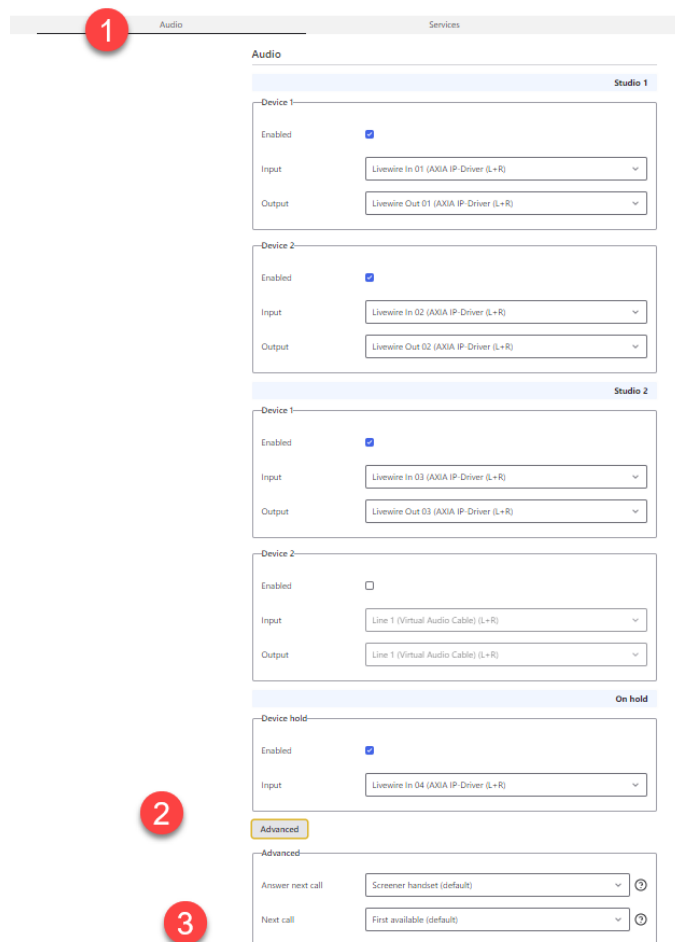 1
Audio
Services
Audio
Studio 1
Device 1
Enabled
Input
Livewire In 01 (AXIA IP-Driver (L+R)
Output
Livewire Out 01 (AXIA IP-Driver (L+R)
Device 2
Enabled
Input
Livewire In 02 (AXIA IP-Driver (L+R)
Output
Livewire Out 02 (AXIA IP-Driver (L+R)
Studio 2
Device 1
Enabled
Input
Livewire In 03 (AXIA IP-Driver (L+R)
Output
Livewire Out 03 (AXIA IP-Driver (L+R)
Device 2
Enabled
Input
Line 1 (Virtual Audio Cable) (L+R)
Output
Line 1 (Virtual Audio Cable) (L+R)
On hold
Device hold
Enabled
Input
Livewire In 04 (AXIA IP-Driver (L+R)
2
Advanced
Advanced
Answer next call
Screener handset (default)
?
3
Next call
First available (default)
?